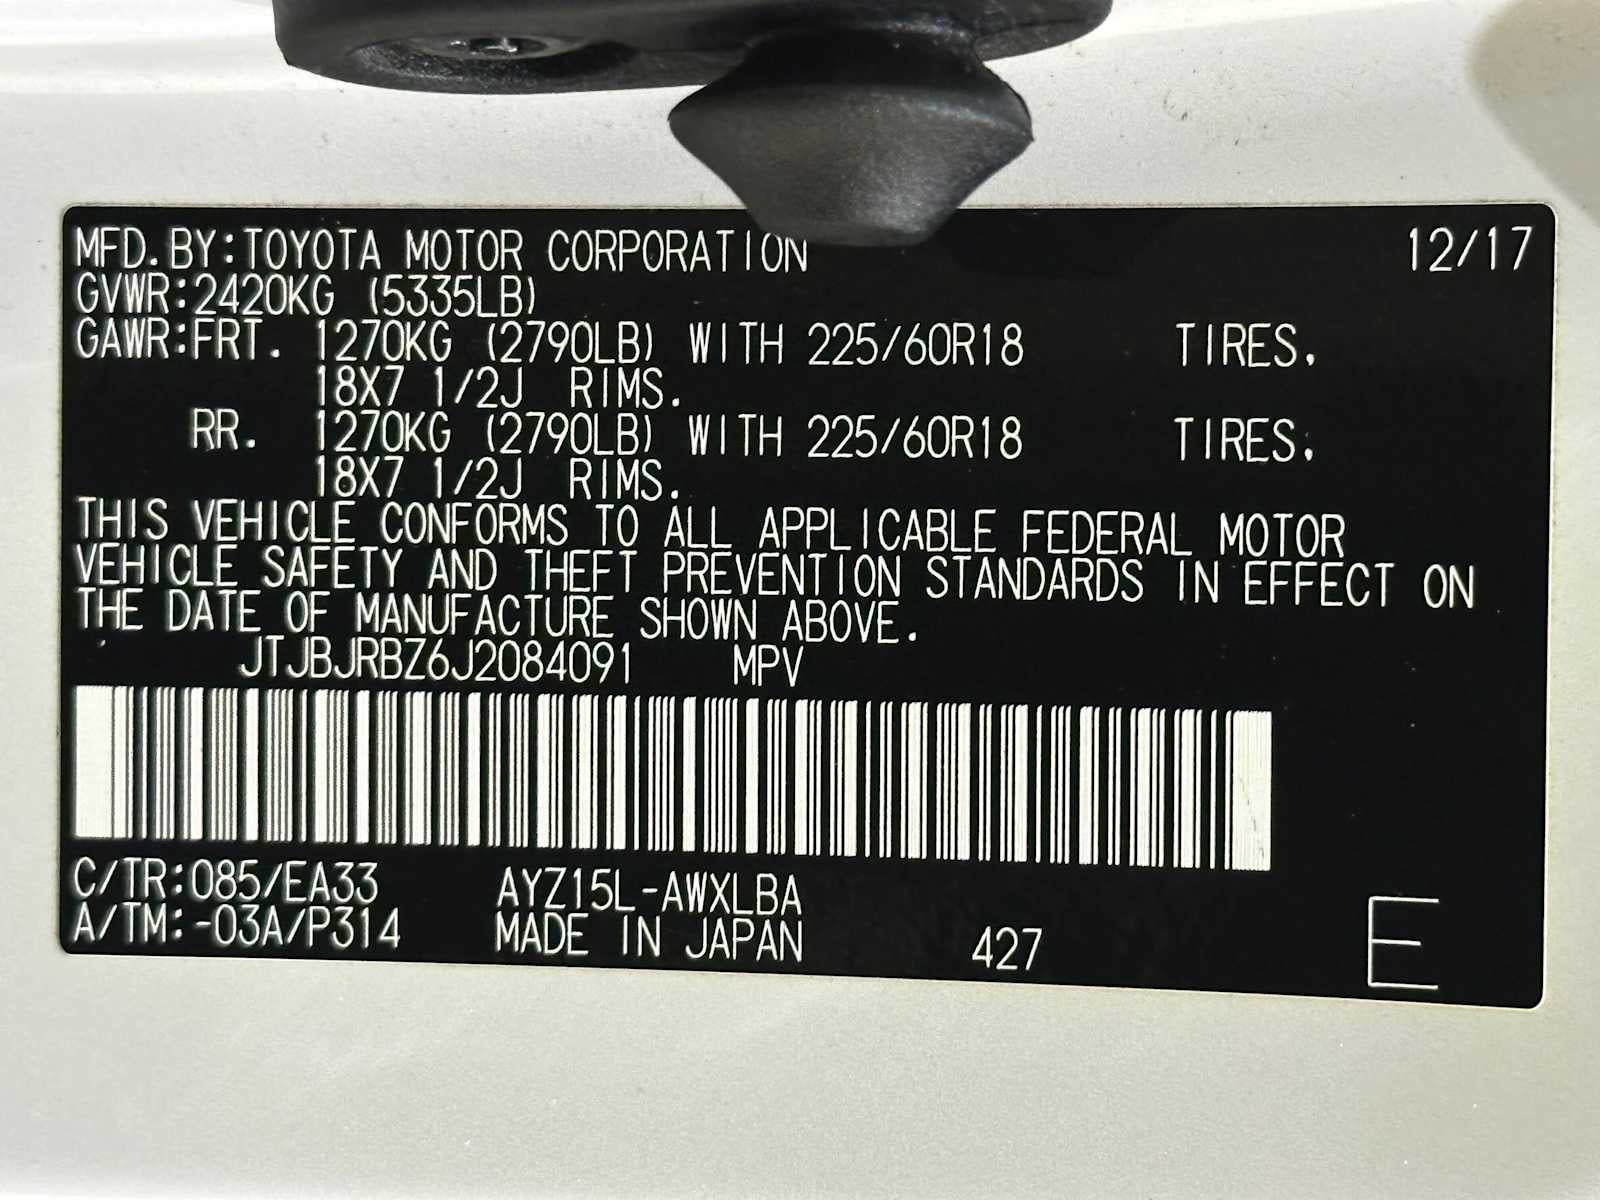 MFD.BY:TOYOTA MOTOR CORPORATION 12/17
GVWR:2420KG (5335LB)
GAWR:FRT. 1270KG (2790LB) WITH 225/60R18 TIRES.
18X7 1/2J RIMS.
RR. 1270KG (2790LB) WITH 225/60R18 TIRES.
18X7 1/2J RIMS.
THIS VEHICLE CONFORMS TO ALL APPLICABLE FEDERAL MOTOR
VEHICLE SAFETY AND THEFT PREVENTION STANDARDS IN EFFECT ON
THE DATE OF MANUFACTURE SHOWN ABOVE.
JTJBJRBZ6J2084091 MPV
C/TR:085/EA33 AYZ15L-AWXLBA
A/TM:-03A/P314 MADE IN JAPAN 427 E